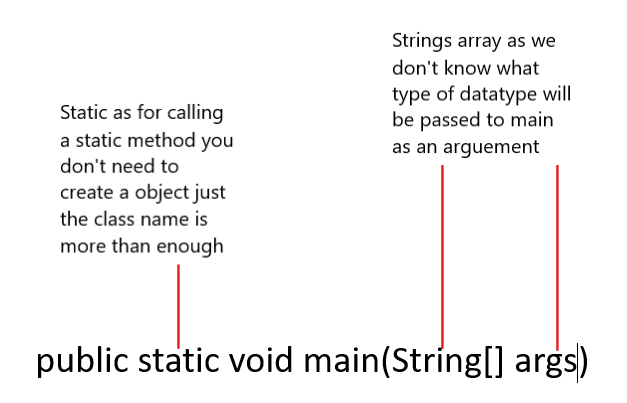 Strings array as we
don't know what
type of datatype will
be passed to main
as an arguement
Static as for calling
a static method you
don't need to
create a object just
the class name is
more than enough
public static void main(String[] args)